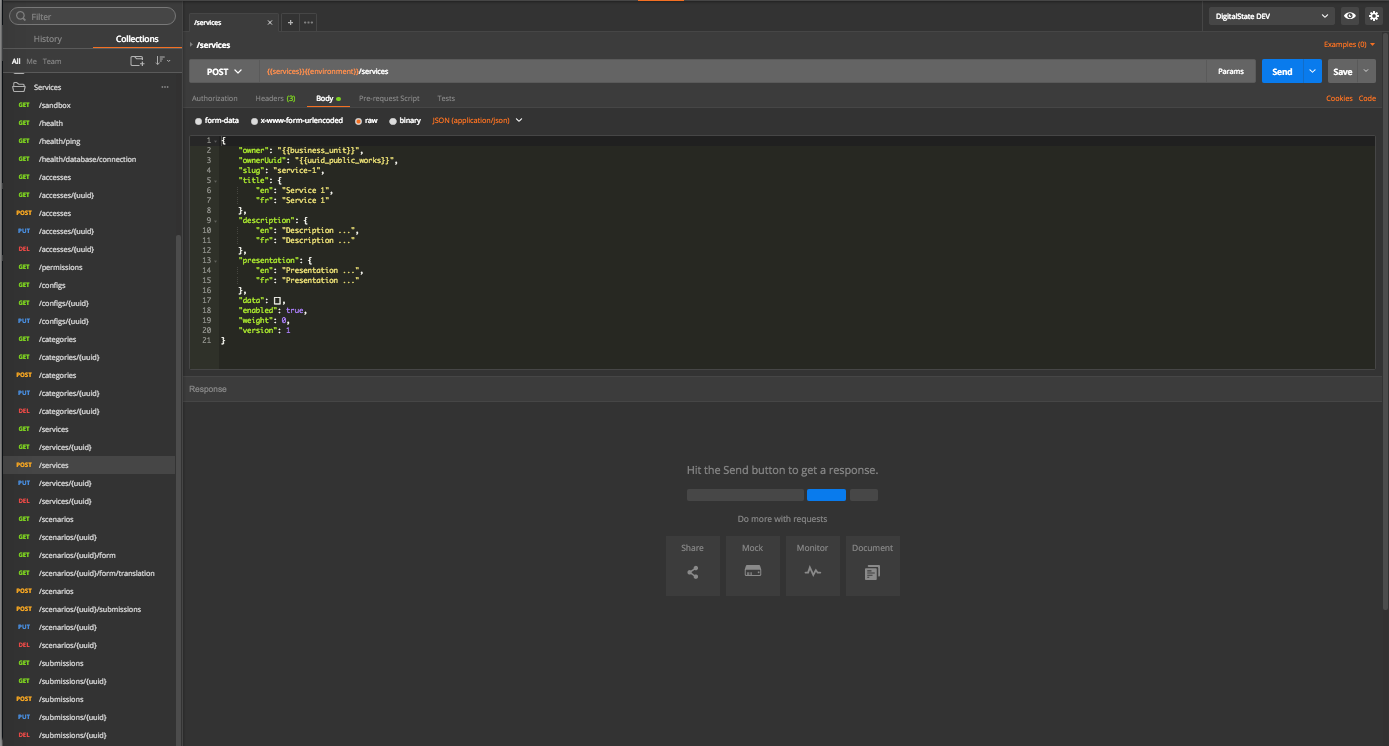 Filter
History
Collections
All Me Team
Services
GET /sandbox
GET /health
GET /health/ping
GET /health/database/connection
GET /accesses
GET /accesses/{uuid}
POST /accesses
PUT /accesses/{uuid}
DEL /accesses/{uuid}
GET /permissions
GET /configs
GET /configs/{uuid}
PUT /configs/{uuid}
GET /categories
GET /categories/{uuid}
POST /categories
PUT /categories/{uuid}
DEL /categories/{uuid}
GET /services
GET /services/{uuid}
POST /services
PUT /services/{uuid}
DEL /services/{uuid}
GET /scenarios
GET /scenarios/{uuid}
GET /scenarios/{uuid}/form
GET /scenarios/{uuid}/form/translation
POST /scenarios
POST /scenarios/{uuid}/submissions
PUT /scenarios/{uuid}
DEL /scenarios/{uuid}
GET /submissions
GET /submissions/{uuid}
POST /submissions
PUT /submissions/{uuid}
DEL /submissions/{uuid}
/services
DigitalState DEV
/services
Examples (0)
POST {{services}}{{environment}}/services Params Send Save
Authorization Headers (3) Body Pre-request Script Tests Cookies Code
form-data x-www-form-urlencoded raw binary JSON (application/json)
1 {
2 "owner": "{{business_unit}}",
3 "ownerUuid": "{{uuid_public_works}}",
4 "slug": "service-1",
5 "title": {
6 "en": "Service 1",
7 "fr": "Service 1"
8 },
9 "description": {
10 "en": "Description ...",
11 "fr": "Description ..."
12 },
13 "presentation": {
14 "en": "Presentation ...",
15 "fr": "Presentation ..."
16 },
17 "data": [],
18 "enabled": true,
19 "weight": 0,
20 "version": 1
21 }
Response
Hit the Send button to get a response.
Do more with requests
Share Mock Monitor Document